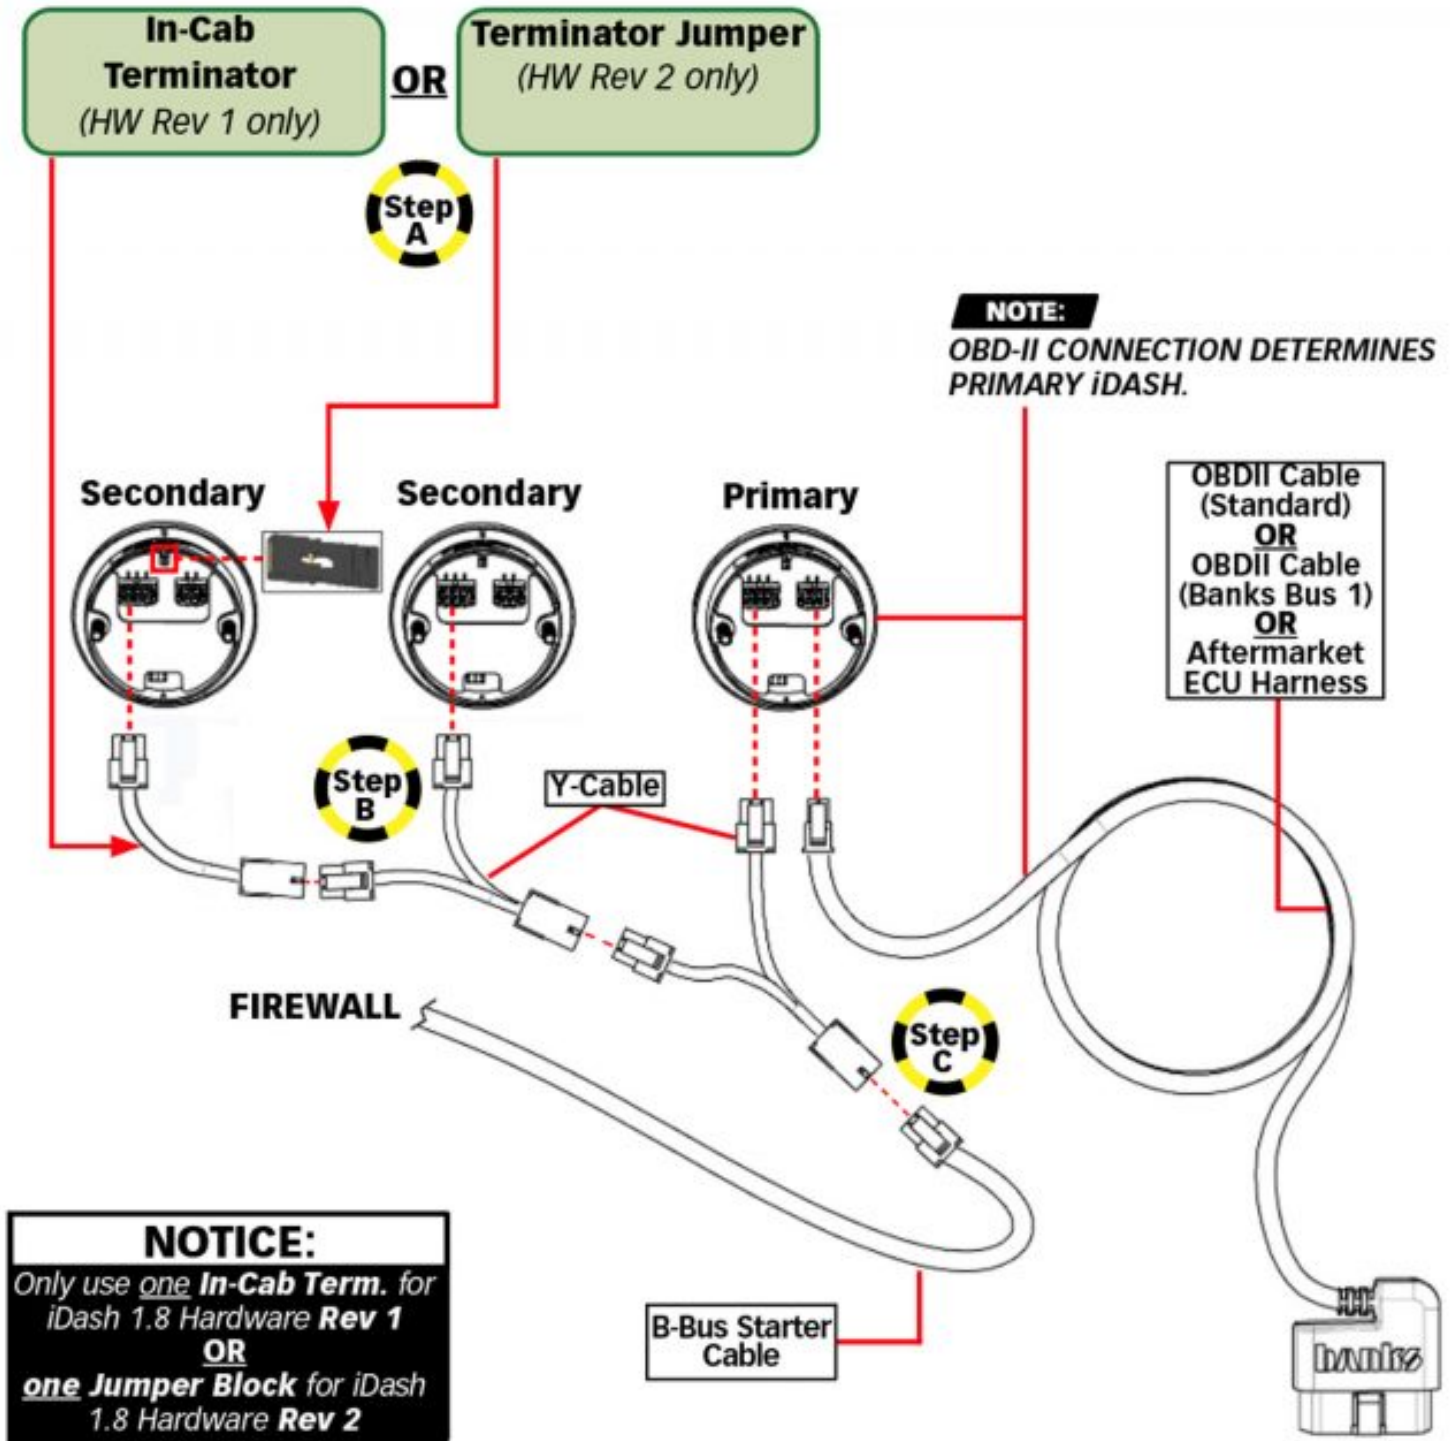 In-Cab
Terminator
(HW Rev 1 only)
OR
Terminator Jumper
(HW Rev 2 only)
Step
A
NOTE:
OBD-II CONNECTION DETERMINES
PRIMARY iDASH.
Secondary
Secondary
Primary
OBDII Cable
(Standard)
OR
OBDII Cable
(Banks Bus 1)
OR
Aftermarket
ECU Harness
Step
B
Y-Cable
FIREWALL
Step
C
B-Bus Starter
Cable
banks
NOTICE:
Only use one In-Cab Term. for
iDash 1.8 Hardware Rev 1
OR
one Jumper Block for iDash
1.8 Hardware Rev 2